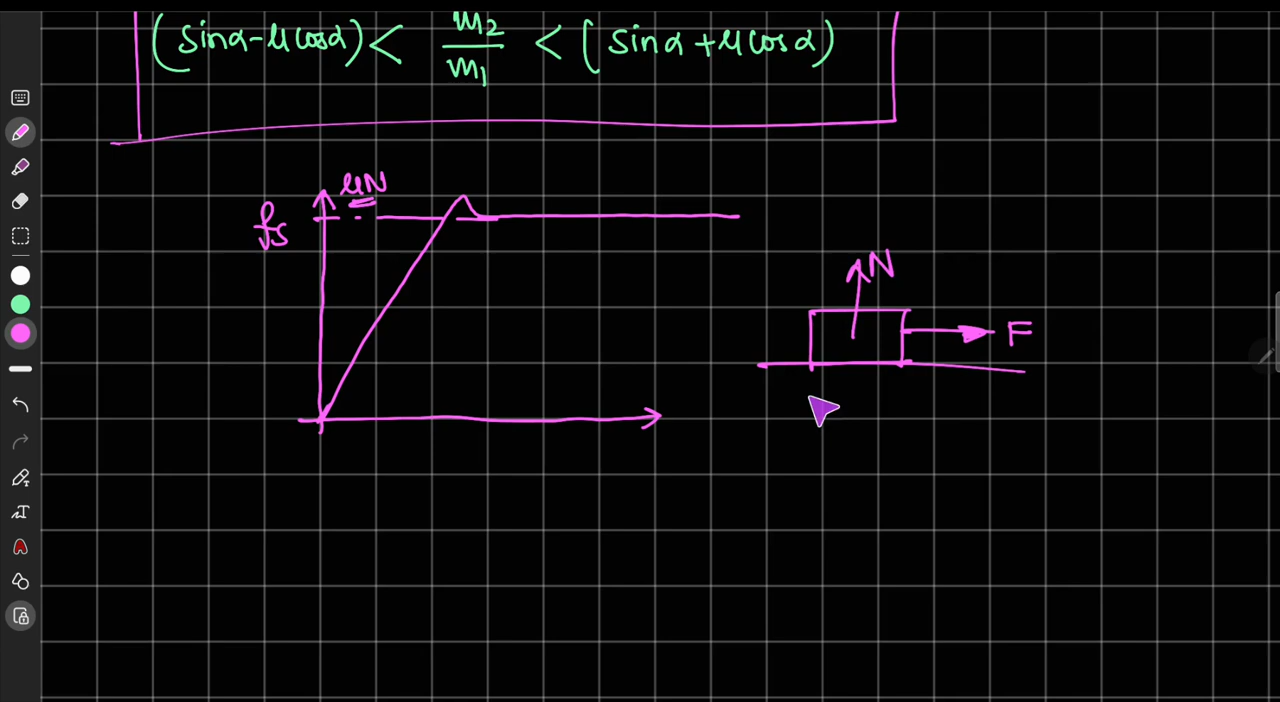 (sinα-μcosα) < m₂/m₁ < (sinα+μcosα)
μN
fs
N
F